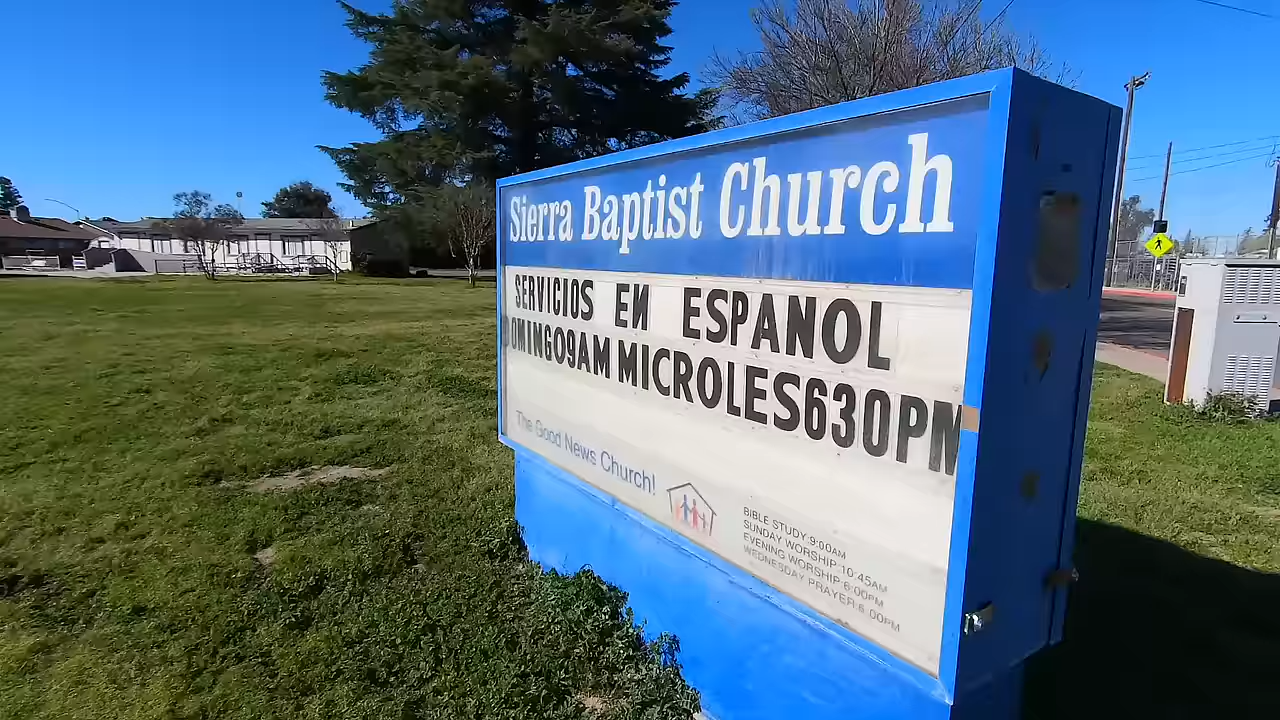 Sierra Baptist Church
SERVICIOS EN ESPANOL
DOMINGO9AM MICROLES630PM
The Good News Church!
BIBLE STUDY 9:00AM
SUNDAY WORSHIP 10:45AM
EVENING WORSHIP 6:00PM
WEDNESDAY PRAYER 6:00PM